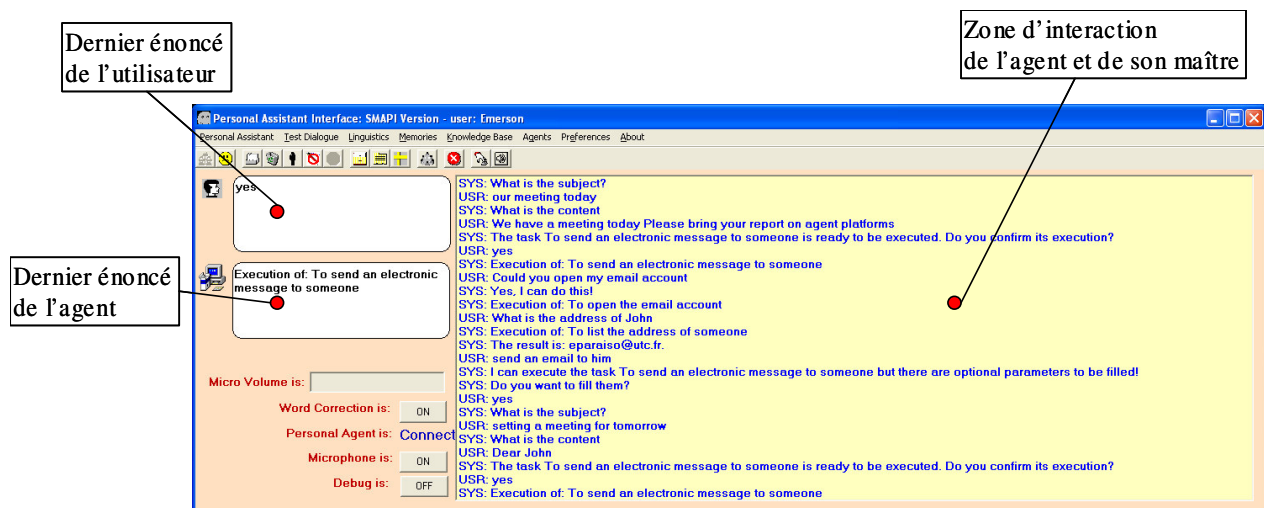 Dernier énoncé
de l'utilisateur
Zone d'interaction
de l'agent et de son maître
Personal Assistant Interface: SMAPI Version - user: Emerson
Personal Assistant Test Dialogue Linguistics Memories Knowledge Base Agents Preferences About
yes
Dernier énoncé
de l'agent
Execution of: To send an electronic
message to someone
Micro Volume is:
Word Correction is: ON
Personal Agent is: Connect
Microphone is: ON
Debug is: OFF
SYS: What is the subject?
USR: our meeting today
SYS: What is the content
USR: We have a meeting today Please bring your report on agent platforms
SYS: The task To send an electronic message to someone is ready to be executed. Do you confirm its execution?
USR: yes
SYS: Execution of: To send an electronic message to someone
USR: Could you open my email account
SYS: Yes, I can do this!
SYS: Execution of: To open the email account
USR: What is the address of John
SYS: Execution of: To list the address of someone
SYS: The result is: eparaiso@utc.fr.
USR: send an email to him
SYS: I can execute the task To send an electronic message to someone but there are optional parameters to be filled!
SYS: Do you want to fill them?
USR: yes
SYS: What is the subject?
USR: setting a meeting for tomorrow
SYS: What is the content
USR: Dear John
SYS: The task To send an electronic message to someone is ready to be executed. Do you confirm its execution?
USR: yes
SYS: Execution of: To send an electronic message to someone